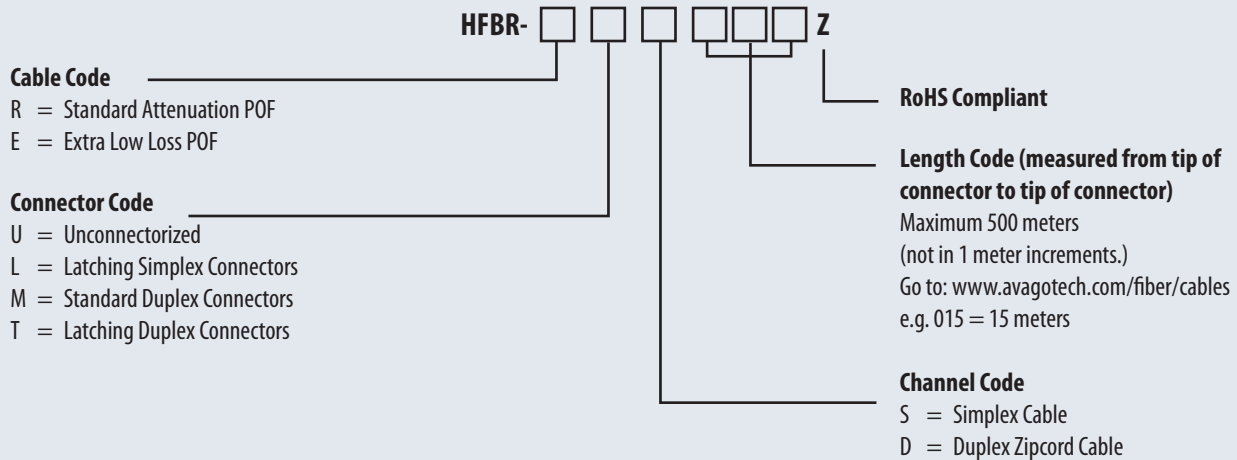 HFBR- Z
Cable Code
R = Standard Attenuation POF
E = Extra Low Loss POF
Connector Code
U = Unconnectorized
L = Latching Simplex Connectors
M = Standard Duplex Connectors
T = Latching Duplex Connectors
RoHS Compliant
Length Code (measured from tip of
connector to tip of connector)
Maximum 500 meters
(not in 1 meter increments.)
Go to: www.avagotech.com/fiber/cables
e.g. 015 = 15 meters
Channel Code
S = Simplex Cable
D = Duplex Zipcord Cable